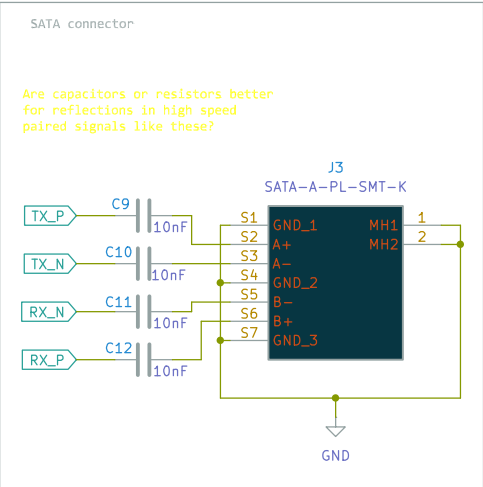 SATA connector
Are capacitors or resistors better
for reflections in high speed
paired signals like these?
J3
SATA-A-PL-SMT-K
TX_P C9 10nF
TX_N C10 10nF
RX_N C11 10nF
RX_P C12 10nF
S1 GND_1 MH1 1
S2 A+ MH2 2
S3 A-
S4 GND_2
S5 B-
S6 B+
S7 GND_3
GND